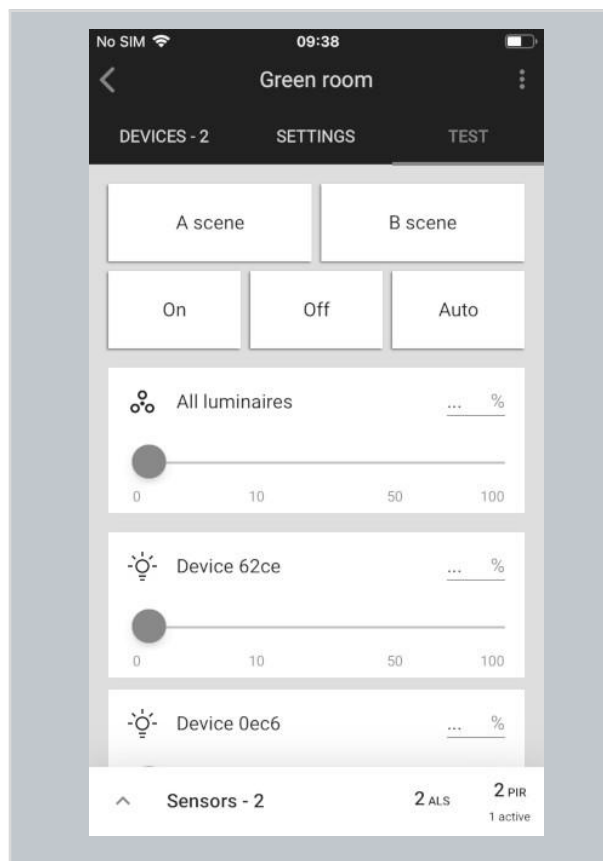 No SIM 09:38
Green room
DEVICES - 2 SETTINGS TEST
A scene B scene
On Off Auto
All luminaires ... %
0 10 50 100
Device 62ce ... %
0 10 50 100
Device 0ec6 ... %
Sensors - 2 2 ALS 2 PIR
1 active